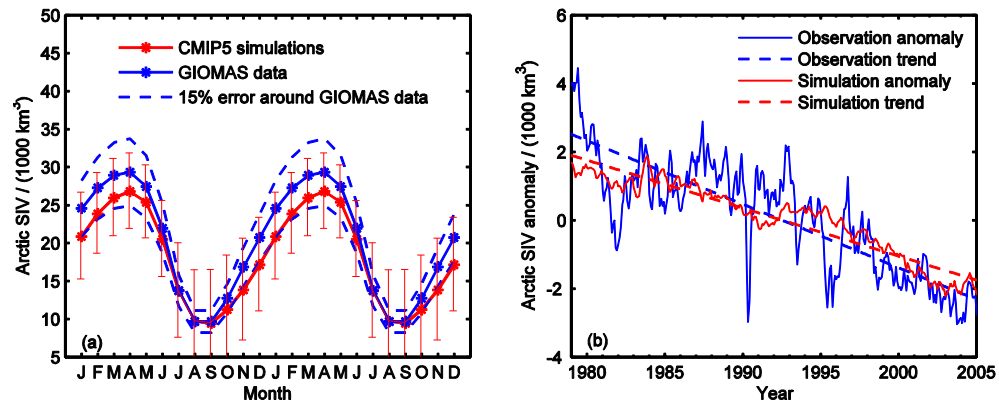 50
45
40
35
30
25
20
15
10
5
Arctic SIV / (1000 km³)
CMIP5 simulations
GIOMAS data
15% error around GIOMAS data
(a)
J F M A M J J A S O N D J F M A M J J A S O N D
Month
6
4
2
0
-2
-4
Arctic SIV anomaly / (1000 km³)
Observation anomaly
Observation trend
Simulation anomaly
Simulation trend
(b)
1980 1985 1990 1995 2000 2005
Year